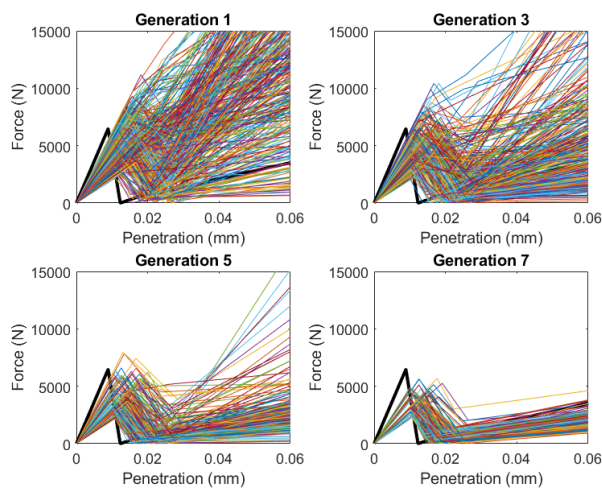 Generation 1
15000
10000
5000
0
Force (N)
0 0.02 0.04 0.06
Penetration (mm)
Generation 3
15000
10000
5000
0
Force (N)
0 0.02 0.04 0.06
Penetration (mm)
Generation 5
15000
10000
5000
0
Force (N)
0 0.02 0.04 0.06
Penetration (mm)
Generation 7
15000
10000
5000
0
Force (N)
0 0.02 0.04 0.06
Penetration (mm)